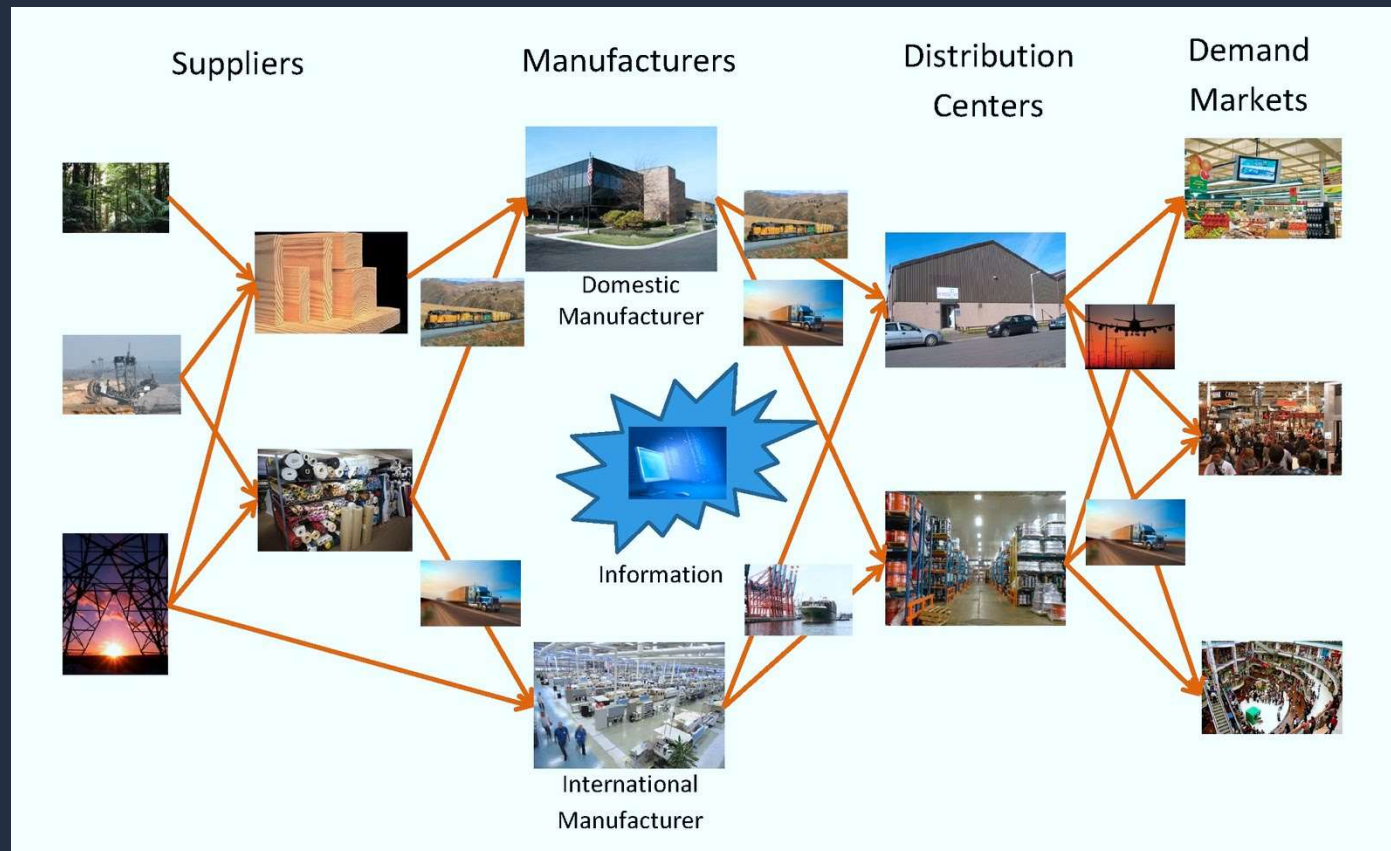 Suppliers
Manufacturers
Distribution
Centers
Demand
Markets
Domestic
Manufacturer
Information
International
Manufacturer